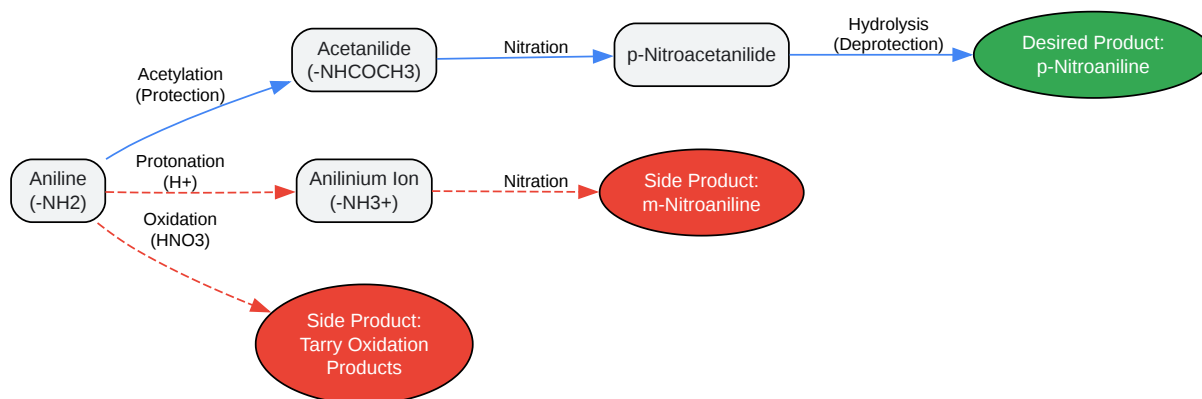 Acetylation
(Protection)
Acetanilide
(-NHCOCH3)
Nitration
p-Nitroacetanilide
Hydrolysis
(Deprotection)
Desired Product:
p-Nitroaniline
Aniline
(-NH2)
Protonation
(H+)
Anilinium Ion
(-NH3+)
Nitration
Side Product:
m-Nitroaniline
Oxidation
(HNO3)
Side Product:
Tarry Oxidation
Products